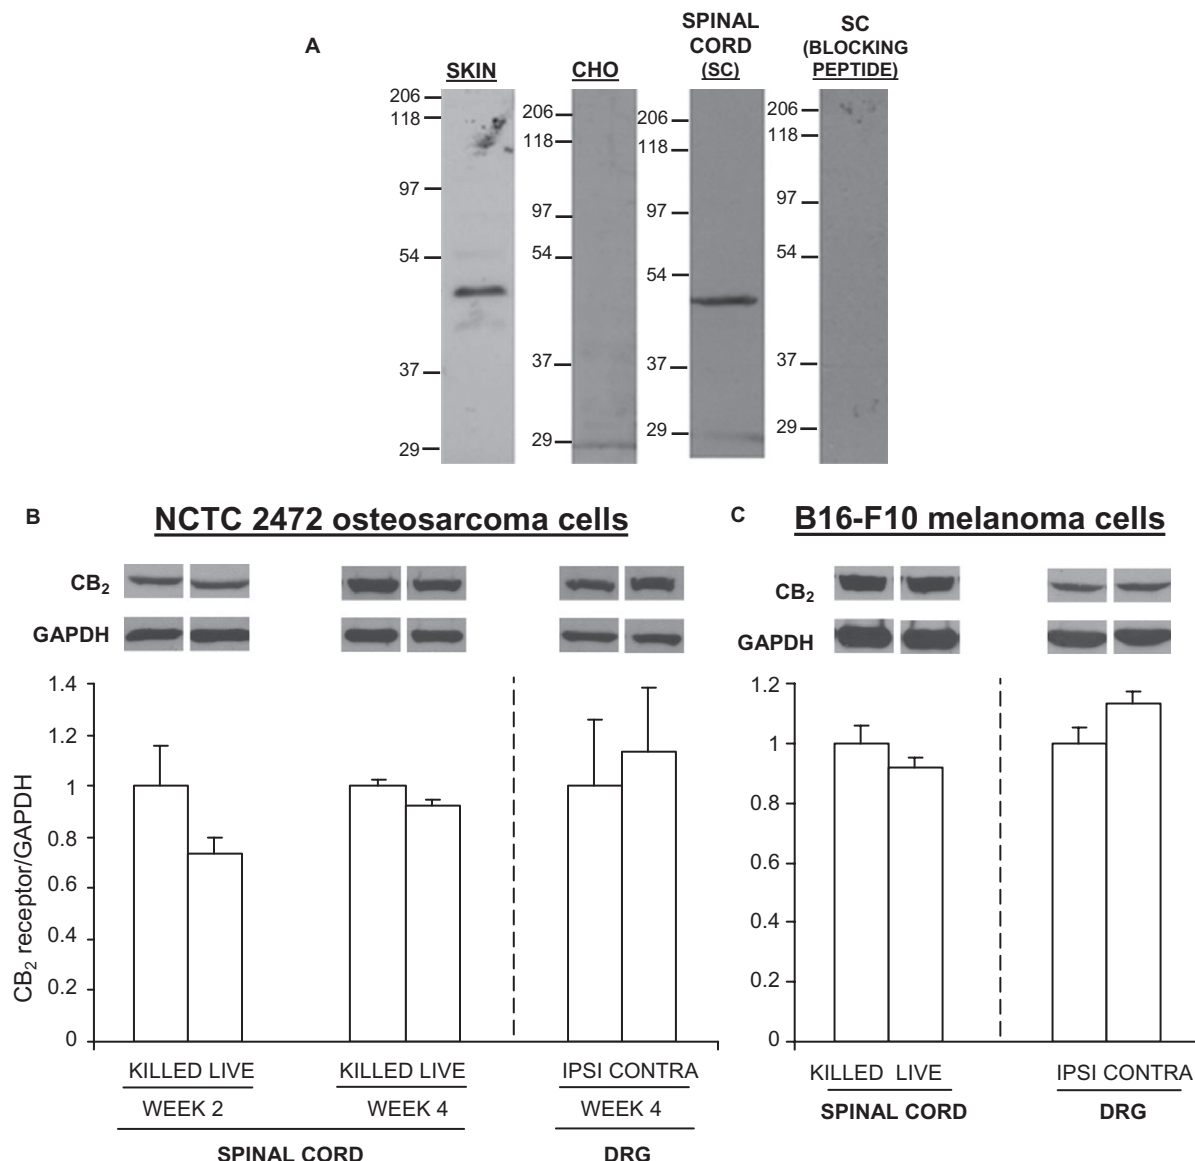 A
SKIN
CHO
SPINAL
CORD
(SC)
SC
(BLOCKING
PEPTIDE)
206
118
97
54
37
29
206
118
97
54
37
29
206
118
97
54
37
29
206
118
97
54
37
29
B
NCTC 2472 osteosarcoma cells
CB₂
GAPDH
CB₂ receptor/GAPDH
1.4
1.2
1
0.8
0.6
0.4
0.2
0
KILLED LIVE
KILLED LIVE
IPSI CONTRA
WEEK 2
WEEK 4
WEEK 4
SPINAL CORD
DRG
C
B16-F10 melanoma cells
CB₂
GAPDH
1.2
1
0.8
0.6
0.4
0.2
0
KILLED LIVE
IPSI CONTRA
SPINAL CORD
DRG